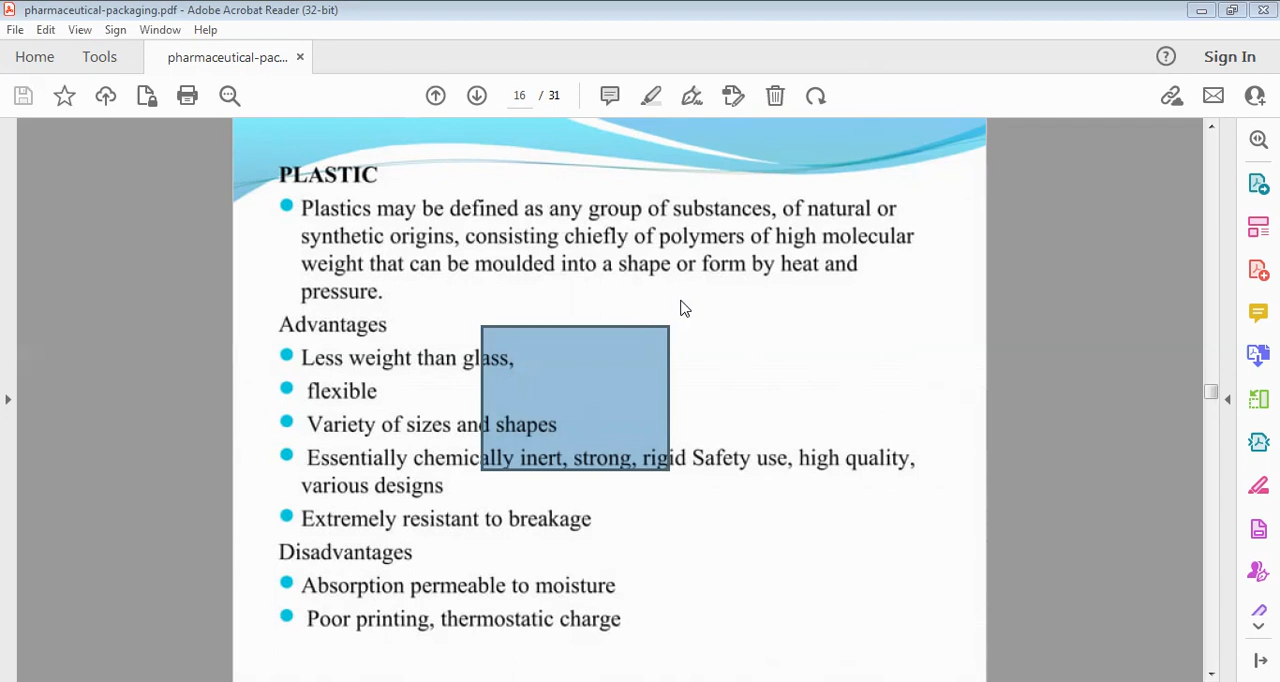 pharmaceutical-packaging.pdf - Adobe Acrobat Reader (32-bit)
File Edit View Sign Window Help
Home Tools pharmaceutical-pac... × Sign In
16 / 31
PLASTIC
Plastics may be defined as any group of substances, of natural or
synthetic origins, consisting chiefly of polymers of high molecular
weight that can be moulded into a shape or form by heat and
pressure.
Advantages
Less weight than glass,
flexible
Variety of sizes and shapes
Essentially chemically inert, strong, rigid Safety use, high quality,
various designs
Extremely resistant to breakage
Disadvantages
Absorption permeable to moisture
Poor printing, thermostatic charge